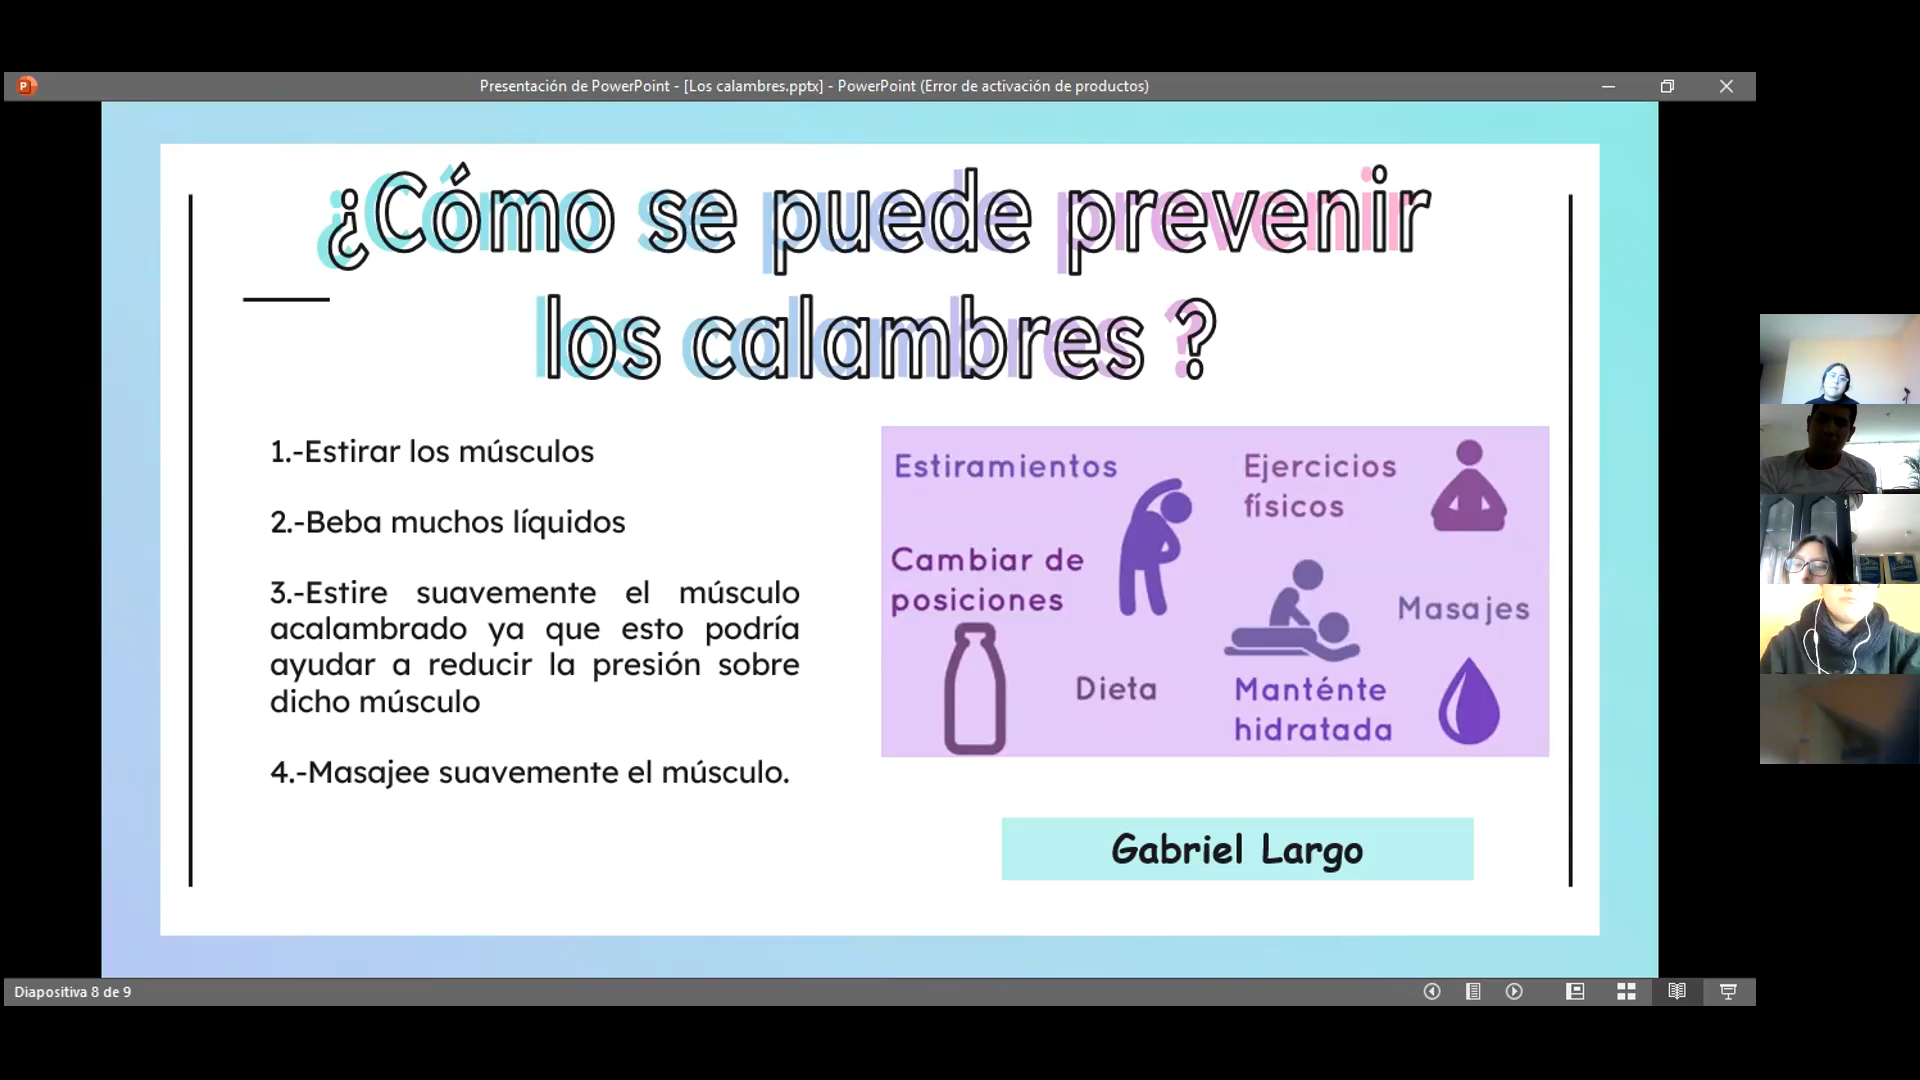 Presentación de PowerPoint - [Los calambres.pptx] - PowerPoint (Error de activación de productos)
¿Cómo se puede prevenir
los calambres ?
1.-Estirar los músculos
2.-Beba muchos líquidos
3.-Estire suavemente el músculo
acalambrado ya que esto podría
ayudar a reducir la presión sobre
dicho músculo
4.-Masajee suavemente el músculo.
Estiramientos
Ejercicios
físicos
Cambiar de
posiciones
Masajes
Dieta
Manténte
hidratada
Gabriel Largo
Diapositiva 8 de 9